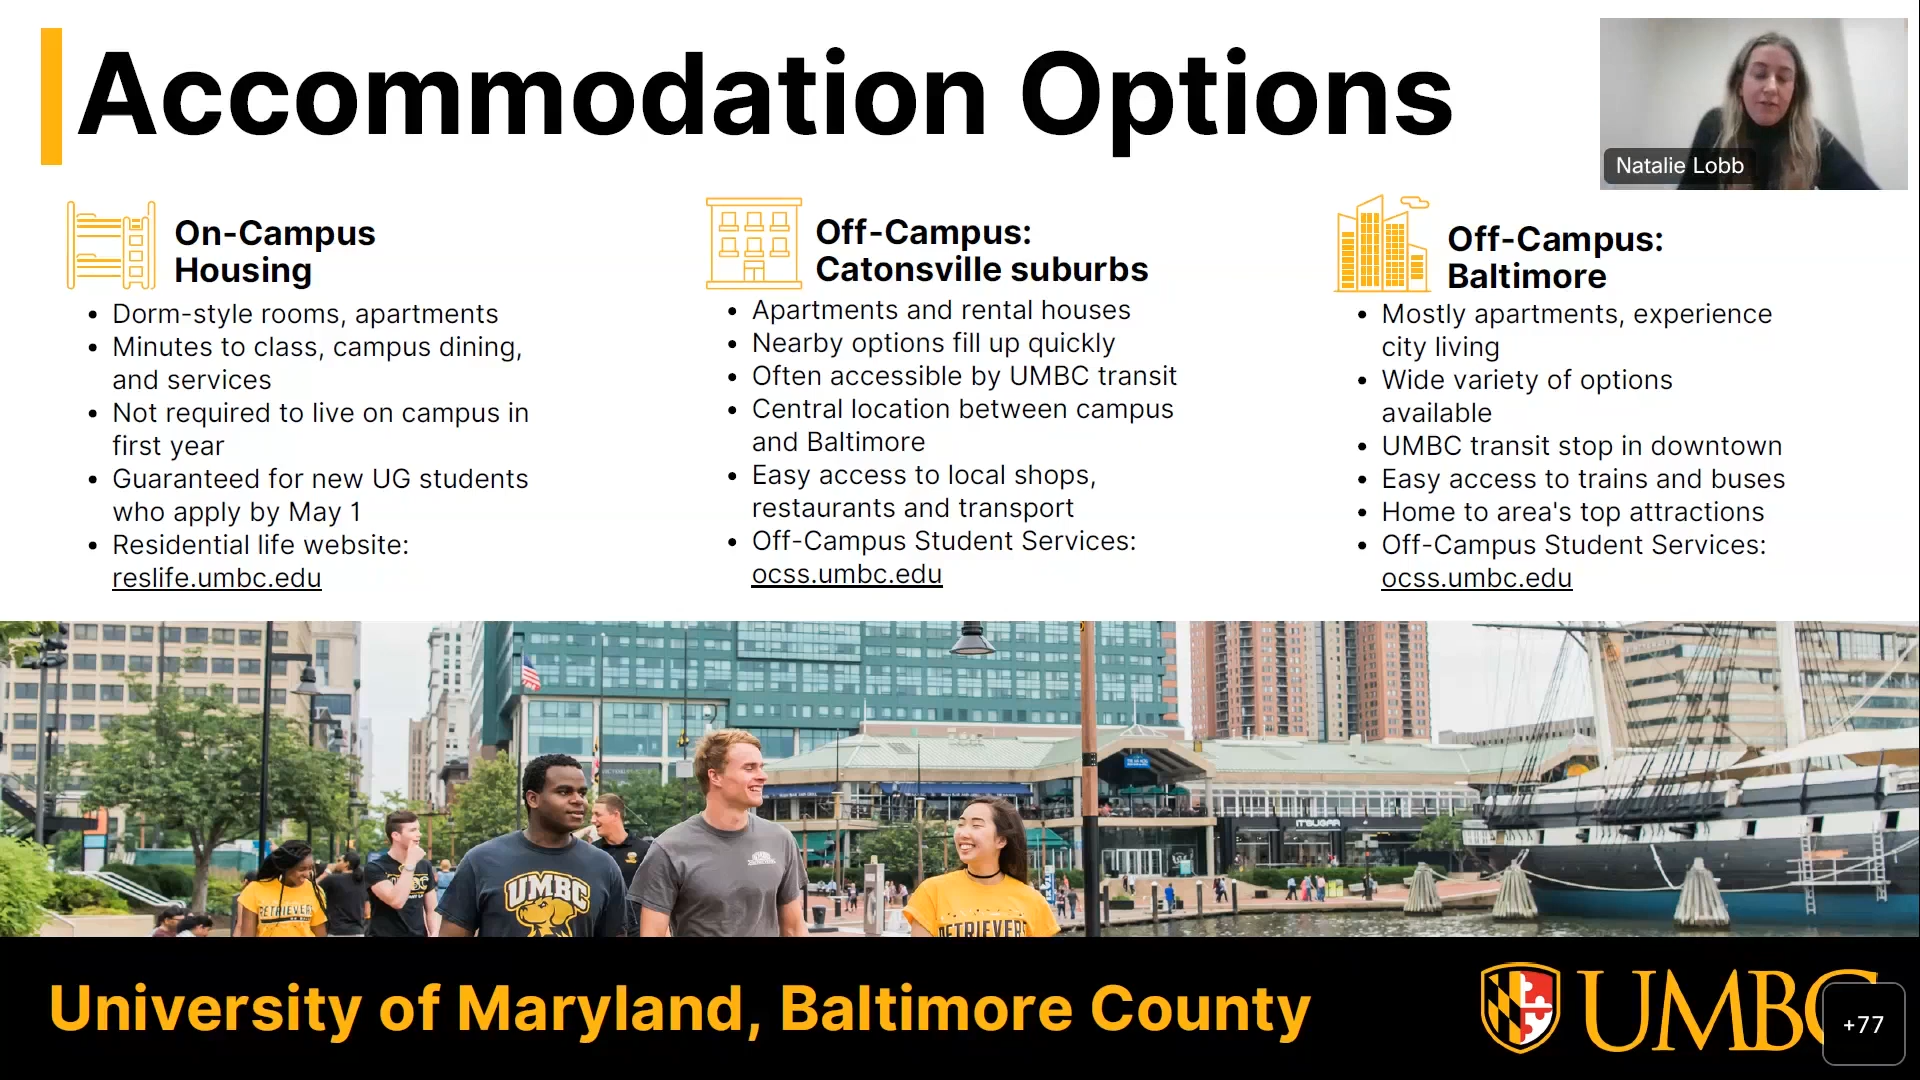 Accommodation Options
Natalie Lobb
On-Campus
Housing
• Dorm-style rooms, apartments
• Minutes to class, campus dining,
and services
• Not required to live on campus in
first year
• Guaranteed for new UG students
who apply by May 1
• Residential life website:
reslife.umbc.edu
Off-Campus:
Catonsville suburbs
• Apartments and rental houses
• Nearby options fill up quickly
• Often accessible by UMBC transit
• Central location between campus
and Baltimore
• Easy access to local shops,
restaurants and transport
• Off-Campus Student Services:
ocss.umbc.edu
Off-Campus:
Baltimore
• Mostly apartments, experience
city living
• Wide variety of options
available
• UMBC transit stop in downtown
• Easy access to trains and buses
• Home to area's top attractions
• Off-Campus Student Services:
ocss.umbc.edu
IT'SUGAR
RETRIEVERS
UMBC
RETRIEVERS
University of Maryland, Baltimore County
UMBC
+77